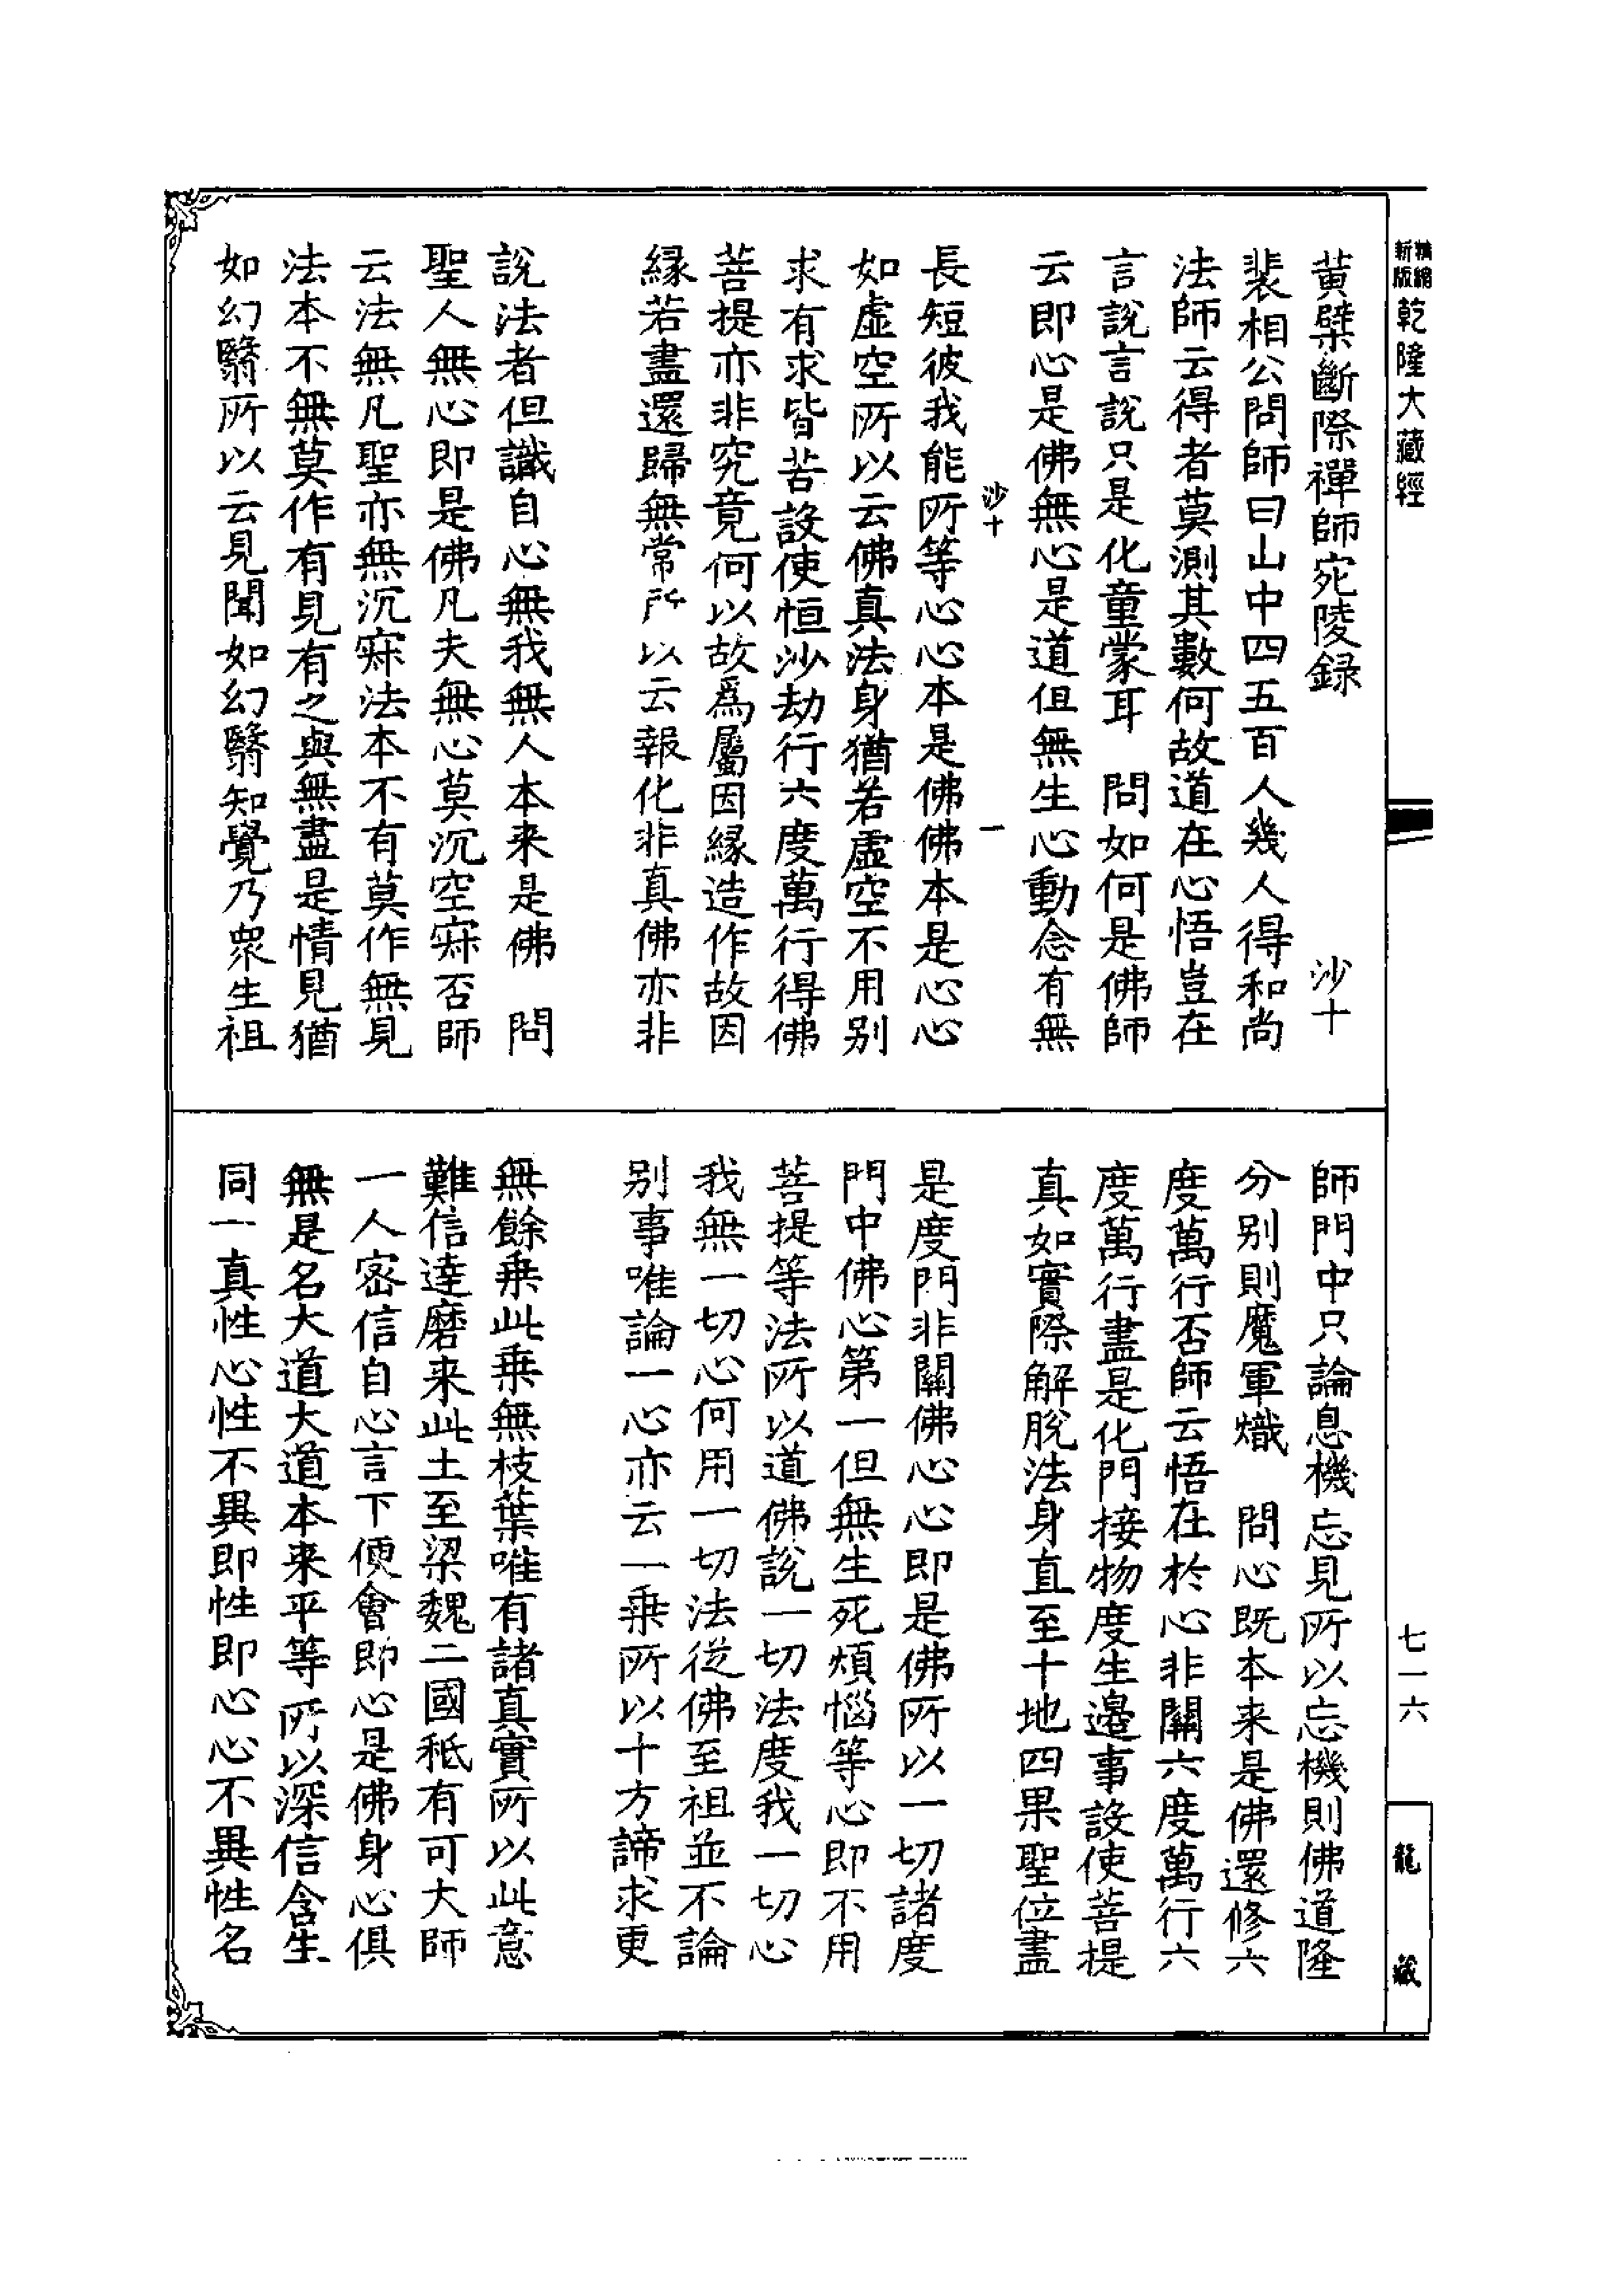 精縮新版乾隆大藏經
七一六
龍藏
黄檗斷際禪師宛陵録　沙十
裴相公問師曰山中四五百人幾人得和尚
法師云得者莫測其數何故道在心悟豈在
言說言說只是化童蒙耳　問如何是佛師
云即心是佛無心是道但無生心動念有無
沙十　一
長短彼我能所等心心本是佛佛本是心心
如虛空所以云佛真法身猶若虛空不用别
求有求皆苦設使恒沙劫行六度萬行得佛
菩提亦非究竟何以故爲屬因緣造作故因
緣若盡還歸無常所以云報化非真佛亦非
說法者但識自心無我無人本来是佛　問
聖人無心即是佛凡夫無心莫沉空寂否師
云法無凡聖亦無沉寂法本不有莫作無見
法本不無莫作有見有之與無盡是情見猶
如幻翳所以云見聞如幻翳知覺乃衆生祖
師門中只論息機忘見所以忘機則佛道隆
分别則魔軍熾　問心既本来是佛還修六
度萬行否師云悟在於心非關六度萬行六
度萬行盡是化門接物度生邉事設使菩提
真如實際解脫法身直至十地四果聖位盡
是度門非關佛心心即是佛所以一切諸度
門中佛心第一但無生死煩惱等心即不用
菩提等法所以道佛說一切法度我一切心
我無一切心何用一切法從佛至祖並不論
别事唯論一心亦云一乗所以十方諦求更
無餘乗此乗無枝葉唯有諸真實所以此意
難信達磨来此土至梁魏二國秖有可大師
一人密信自心言下便會即心是佛身心俱
無是名大道大道本来平等所以深信含生
同一真性心性不異即性即心心不異性名